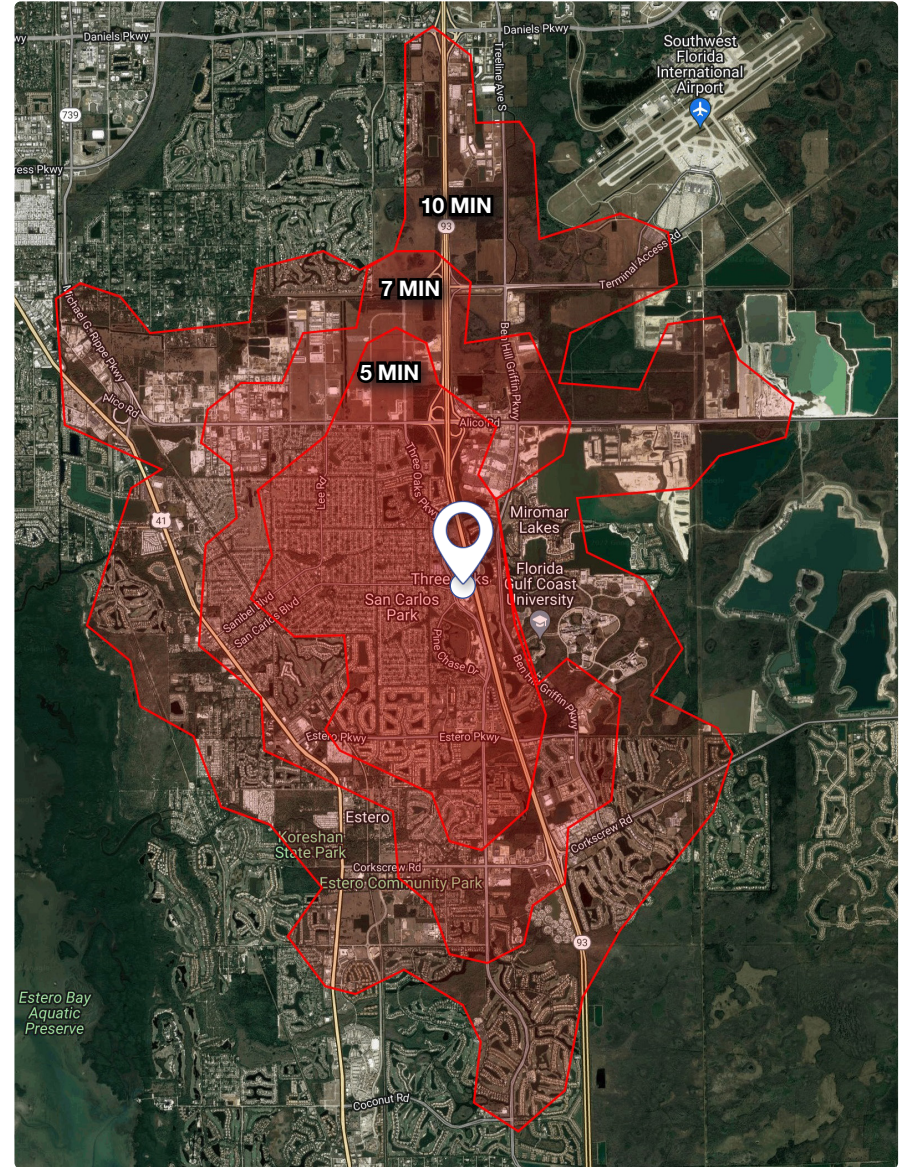 wy
Daniels Pkwy
Daniels Pkwy
Southwest
Florida
International
Airport
Treeline Ave S
739
ress Pkwy
10 MIN
93
Terminal Access Rd
7 MIN
Michael G. Rippe Pkwy
Ben Hill Griffin Pkwy
5 MIN
Alico Rd
Alico Rd
Three Oaks Pkwy
Lee Rd
41
Miromar
Lakes
Three Oaks
Florida
Gulf Coast
University
San Carlos
Park
Sanibel Blvd
San Carlos Blvd
Pine Chase Dr
Ben Hill Griffin Pkwy
Estero Pkwy
Estero Pkwy
Estero
Koreshan
State Park
Corkscrew Rd
Corkscrew Rd
Estero Community Park
93
Estero Bay
Aquatic
Preserve
Coconut Rd